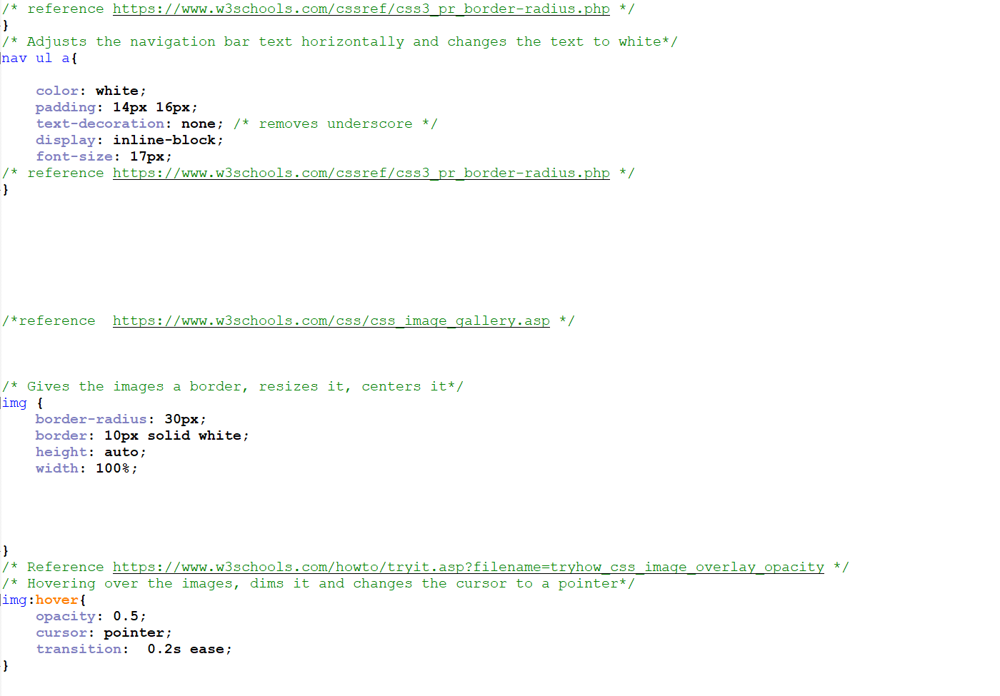 /* reference https://www.w3schools.com/cssref/css3_pr_border-radius.php */
}
/* Adjusts the navigation bar text horizontally and changes the text to white*/
nav ul a{
color: white;
padding: 14px 16px;
text-decoration: none; /* removes underscore */
display: inline-block;
font-size: 17px;
/* reference https://www.w3schools.com/cssref/css3_pr_border-radius.php */
}
/*reference  https://www.w3schools.com/css/css_image_gallery.asp */
/* Gives the images a border, resizes it, centers it*/
img {
border-radius: 30px;
border: 10px solid white;
height: auto;
width: 100%;
}
/* Reference https://www.w3schools.com/howto/tryit.asp?filename=tryhow_css_image_overlay_opacity */
/* Hovering over the images, dims it and changes the cursor to a pointer*/
img:hover{
opacity: 0.5;
cursor: pointer;
transition:  0.2s ease;
}